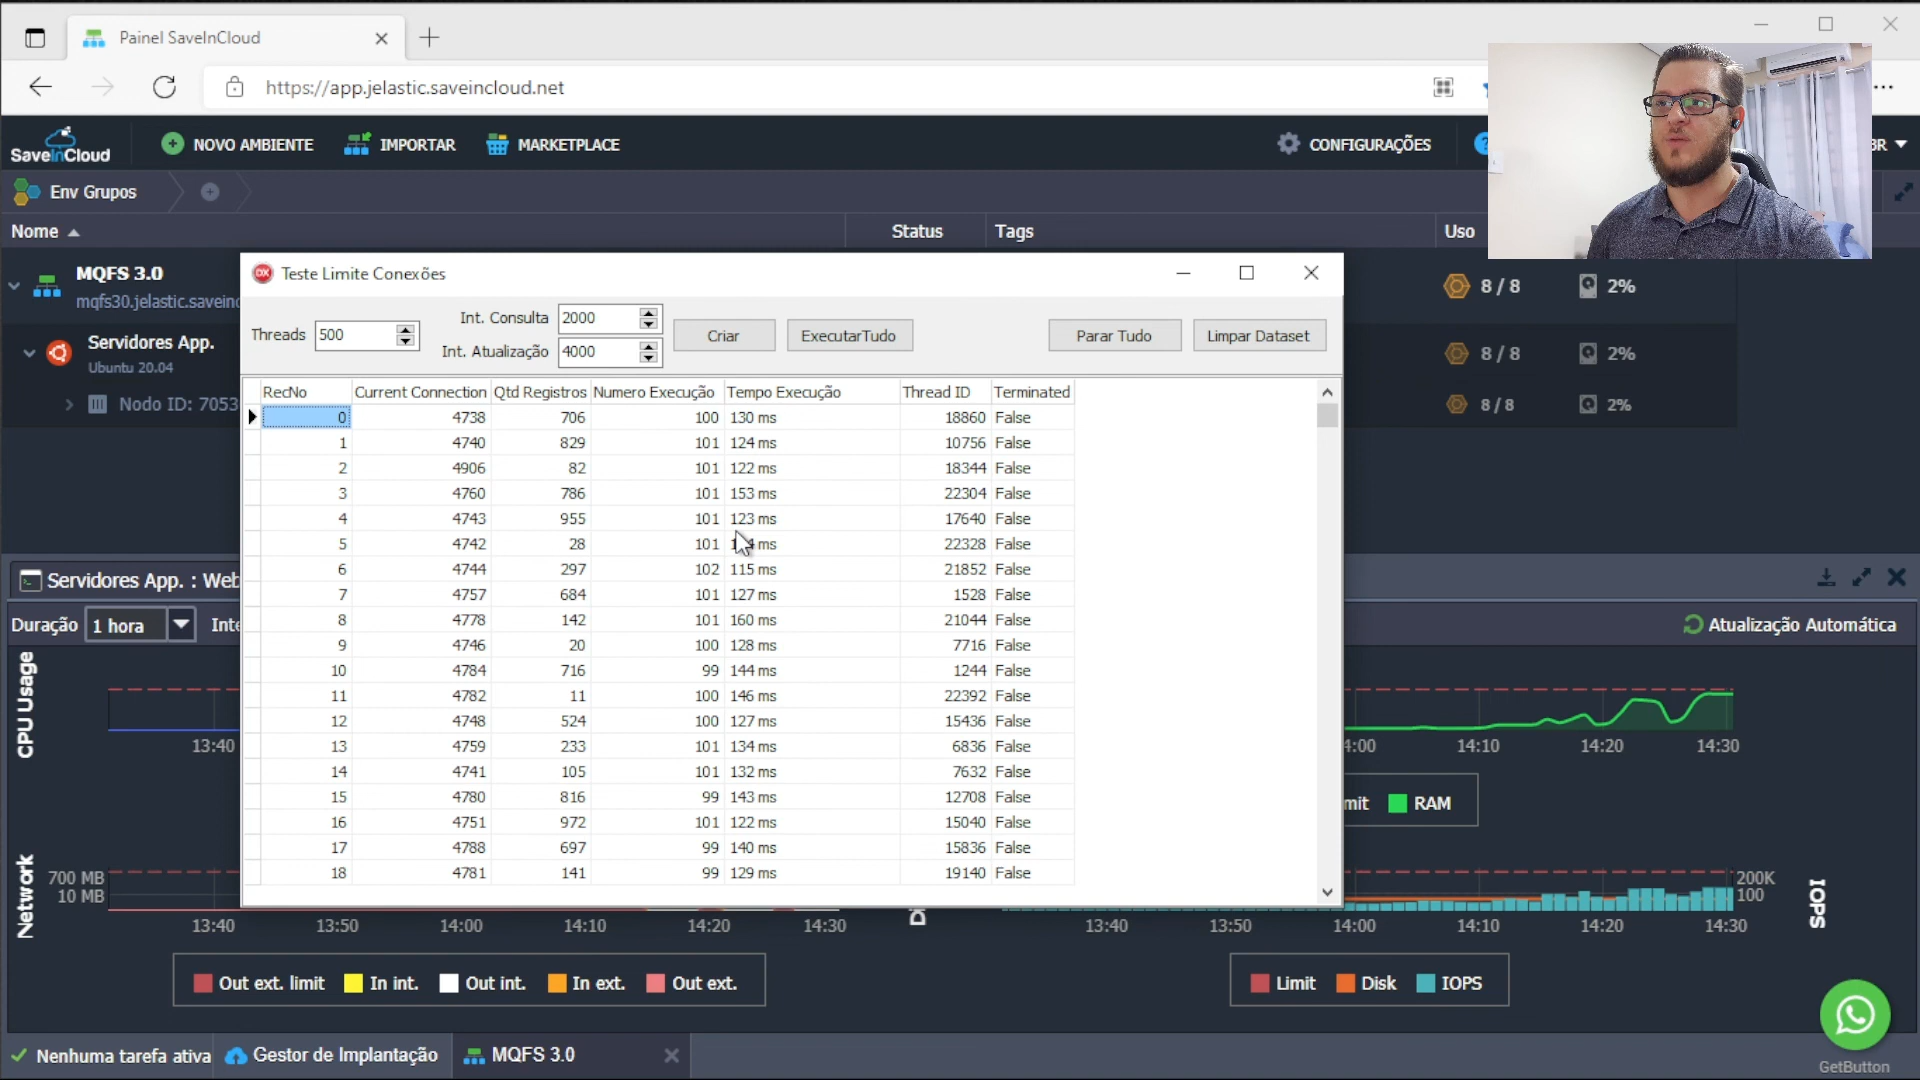 Painel SaveInCloud
https://app.jelastic.saveincloud.net
SaveInCloud
NOVO AMBIENTE
IMPORTAR
MARKETPLACE
CONFIGURAÇÕES
BR
Env Grupos
Nome
Status
Tags
Uso
MQFS 3.0
mqfs30.jelastic.saveinc
8 / 8
2%
Servidores App.
Ubuntu 20.04
8 / 8
2%
Nodo ID: 7053
8 / 8
2%
Teste Limite Conexões
Threads 500
Int. Consulta 2000
Int. Atualização 4000
Criar
ExecutarTudo
Parar Tudo
Limpar Dataset
RecNo Current Connection Qtd Registros Numero Execução Tempo Execução Thread ID Terminated
0 4738 706 100 130 ms 18860 False
1 4740 829 101 124 ms 10756 False
2 4906 82 101 122 ms 18344 False
3 4760 786 101 153 ms 22304 False
4 4743 955 101 123 ms 17640 False
5 4742 28 101 ms 22328 False
6 4744 297 102 115 ms 21852 False
7 4757 684 101 127 ms 1528 False
8 4778 142 101 160 ms 21044 False
9 4746 20 100 128 ms 7716 False
10 4784 716 99 144 ms 1244 False
11 4782 11 100 146 ms 22392 False
12 4748 524 100 127 ms 15436 False
13 4759 233 101 134 ms 6836 False
14 4741 105 101 132 ms 7632 False
15 4780 816 99 143 ms 12708 False
16 4751 972 101 122 ms 15040 False
17 4788 697 99 140 ms 15836 False
18 4781 141 99 129 ms 19140 False
Servidores App. : Web
Duração 1 hora Inte
Atualização Automática
CPU Usage
13:40
4:00 14:10 14:20 14:30
mit RAM
Network
700 MB
10 MB
13:40 13:50 14:00 14:10 14:20 14:30
Out ext. limit In int. Out int. In ext. Out ext.
D
200K
100
IOPS
13:40 13:50 14:00 14:10 14:20 14:30
Limit Disk IOPS
GetButton
Nenhuma tarefa ativa
Gestor de Implantação
MQFS 3.0